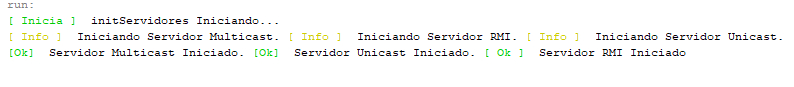 run:
[ Inicia ]  initServidores Iniciando...
[ Info ]  Iniciando Servidor Multicast. [ Info ]  Iniciando Servidor RMI. [ Info ]  Iniciando Servidor Unicast.
[Ok]  Servidor Multicast Iniciado. [Ok]  Servidor Unicast Iniciado. [ Ok ]  Servidor RMI Iniciado